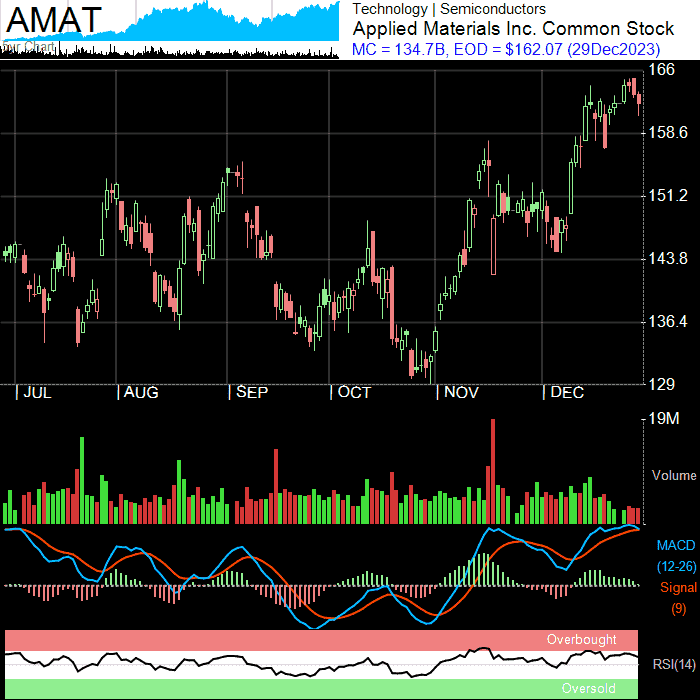 AMAT
Technology | Semiconductors
Applied Materials Inc. Common Stock
MC = 134.7B, EOD = $162.07 (29Dec2023)
166
158.6
151.2
143.8
136.4
129
| JUL | AUG | SEP | OCT | NOV | DEC
19M
Volume
MACD
(12-26)
Signal
(9)
Overbought
RSI(14)
Oversold